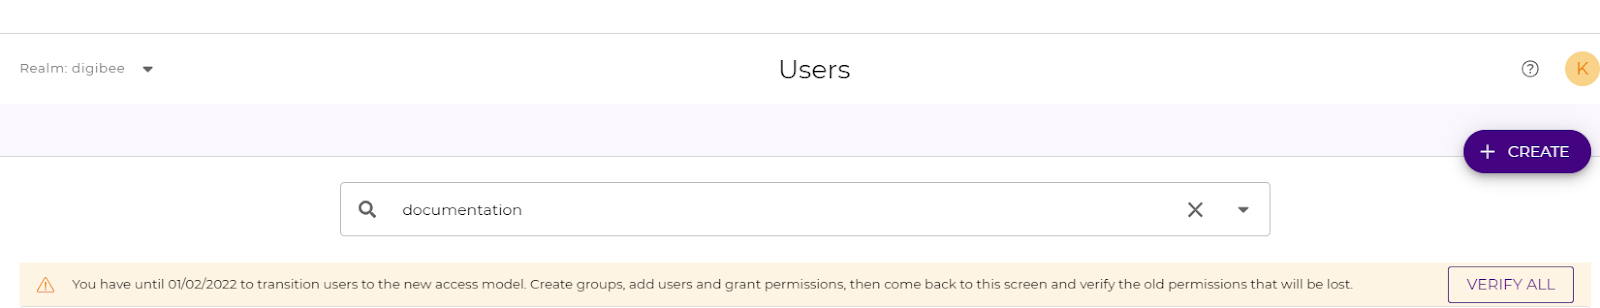 Realm: digibee
Users
K
+ CREATE
documentation
You have until 01/02/2022 to transition users to the new access model. Create groups, add users and grant permissions, then come back to this screen and verify the old permissions that will be lost.
VERIFY ALL